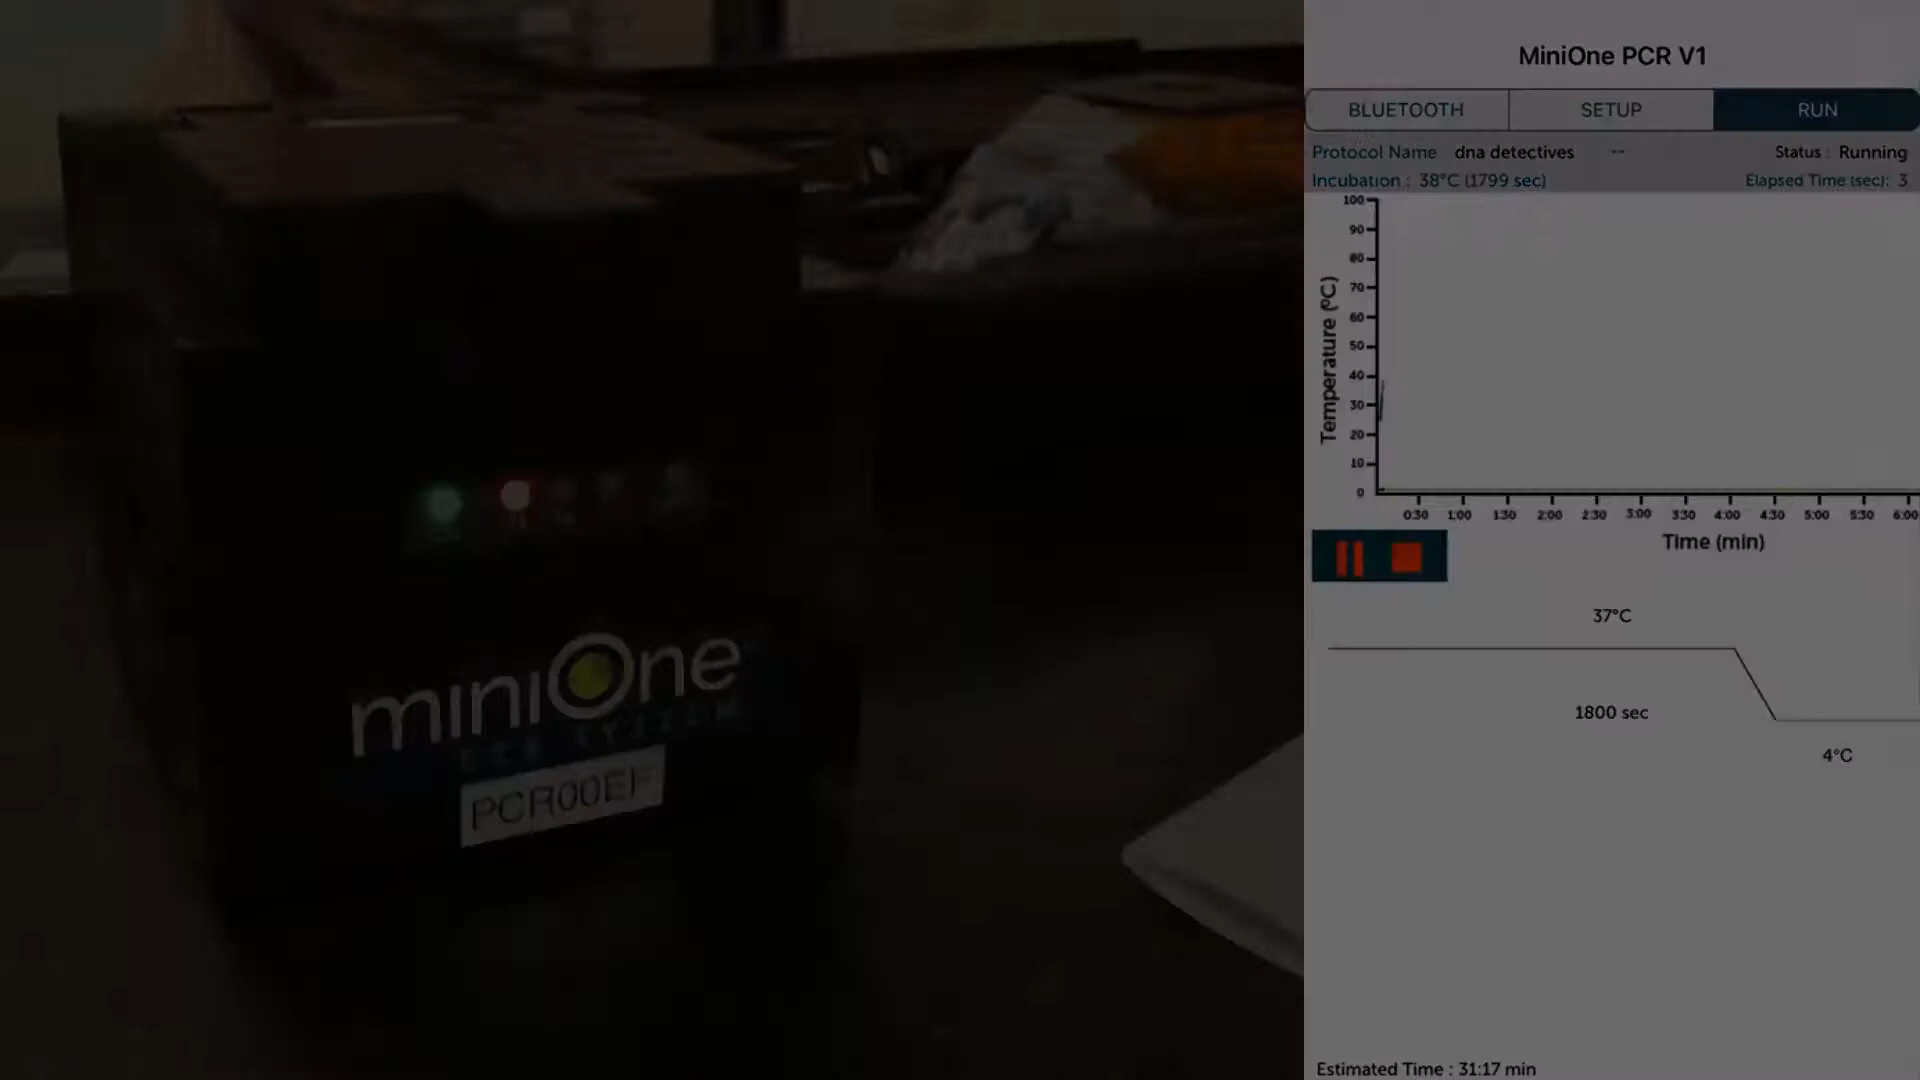 miniOne
PCR SYSTEM
PCR00EF
MiniOne PCR V1
BLUETOOTH SETUP RUN
Protocol Name dna detectives -- Status : Running
Incubation : 38°C (1799 sec) Elapsed Time (sec): 3
100
90
80
70
60
50
40
30
20
10
0
Temperature (ºC)
0:30 1:00 1:30 2:00 2:30 3:00 3:30 4:00 4:30 5:00 5:30 6:00
Time (min)
37°C
1800 sec
4°C
Estimated Time : 31:17 min